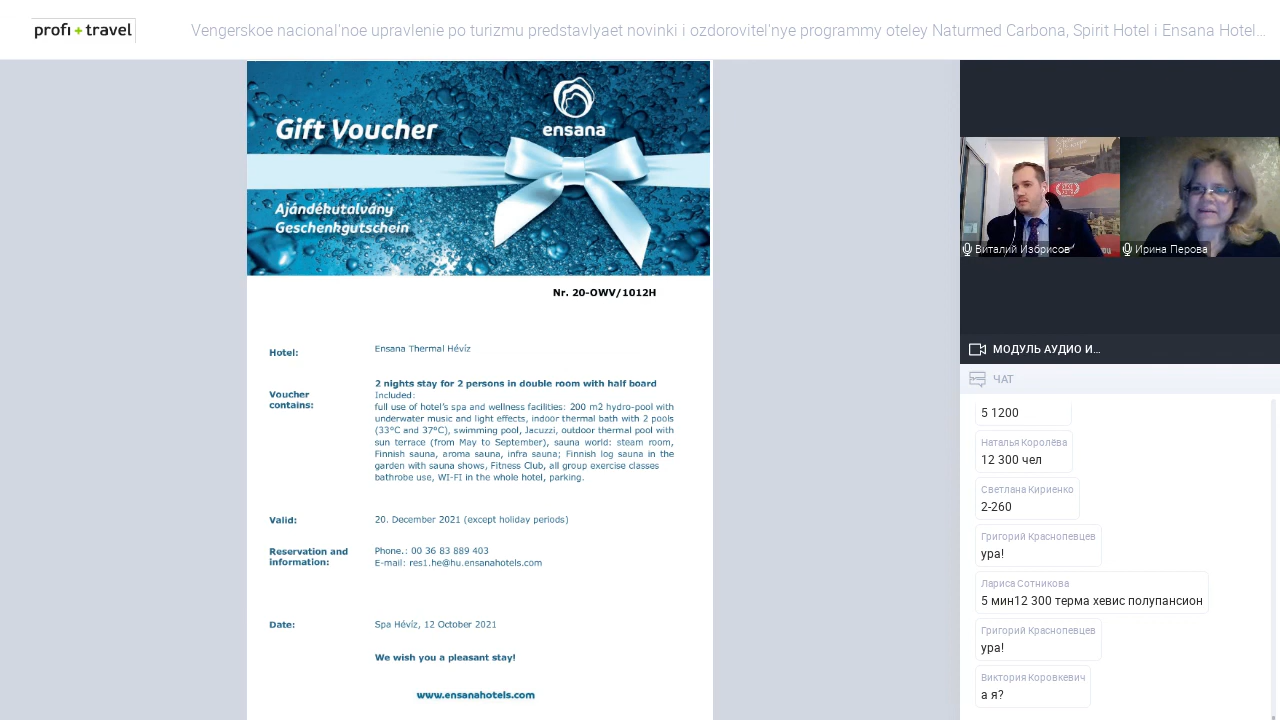 profi + travel
Vengerskoe nacional'noe upravlenie po turizmu predstavlyaet novinki i ozdorovitel'nye programmy oteley Naturmed Carbona, Spirit Hotel i Ensana Hotel...
Gift Voucher
ensana
Ajándékutalvány
Geschenkgutschein
Nr. 20-OWV/1012H
Hotel:
Ensana Thermal Hévíz
Voucher
contains:
2 nights stay for 2 persons in double room with half board
Included:
full use of hotel's spa and wellness facilities: 200 m2 hydro-pool with
underwater music and light effects, indoor thermal bath with 2 pools
(33°C and 37°C), swimming pool, Jacuzzi, outdoor thermal pool with
sun terrace (from May to September), sauna world: steam room,
Finnish sauna, aroma sauna, infra sauna; Finnish log sauna in the
garden with sauna shows, Fitness Club, all group exercise classes
bathrobe use, WI-FI in the whole hotel, parking.
Valid:
20. December 2021 (except holiday periods)
Reservation and
information:
Phone.: 00 36 83 889 403
E-mail: res1.he@hu.ensanahotels.com
Date:
Spa Hévíz, 12 October 2021
We wish you a pleasant stay!
www.ensanahotels.com
Виталий Избрисов
Ирина Перова
МОДУЛЬ АУДИО И...
ЧАТ
5 1200
Наталья Королёва
12 300 чел
Светлана Кириенко
2-260
Григорий Краснопевцев
ура!
Лариса Сотникова
5 мин12 300 терма хевис полупансион
Григорий Краснопевцев
ура!
Виктория Коровкевич
а я?